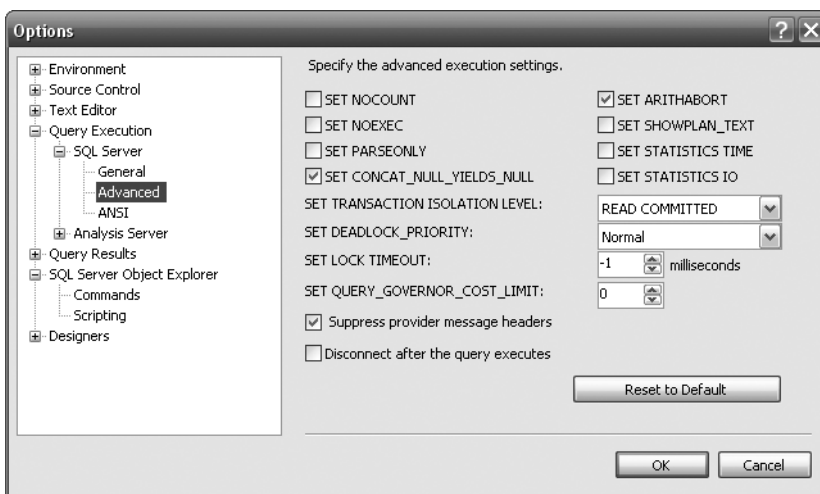 Options
Environment
Source Control
Text Editor
Query Execution
SQL Server
General
Advanced
ANSI
Analysis Server
Query Results
SQL Server Object Explorer
Commands
Scripting
Designers
Specify the advanced execution settings.
SET NOCOUNT
SET ARITHABORT
SET NOEXEC
SET SHOWPLAN_TEXT
SET PARSEONLY
SET STATISTICS TIME
SET CONCAT_NULL_YIELDS_NULL
SET STATISTICS IO
SET TRANSACTION ISOLATION LEVEL:
READ COMMITTED
SET DEADLOCK_PRIORITY:
Normal
SET LOCK TIMEOUT:
-1 milliseconds
SET QUERY_GOVERNOR_COST_LIMIT:
0
Suppress provider message headers
Disconnect after the query executes
Reset to Default
OK
Cancel